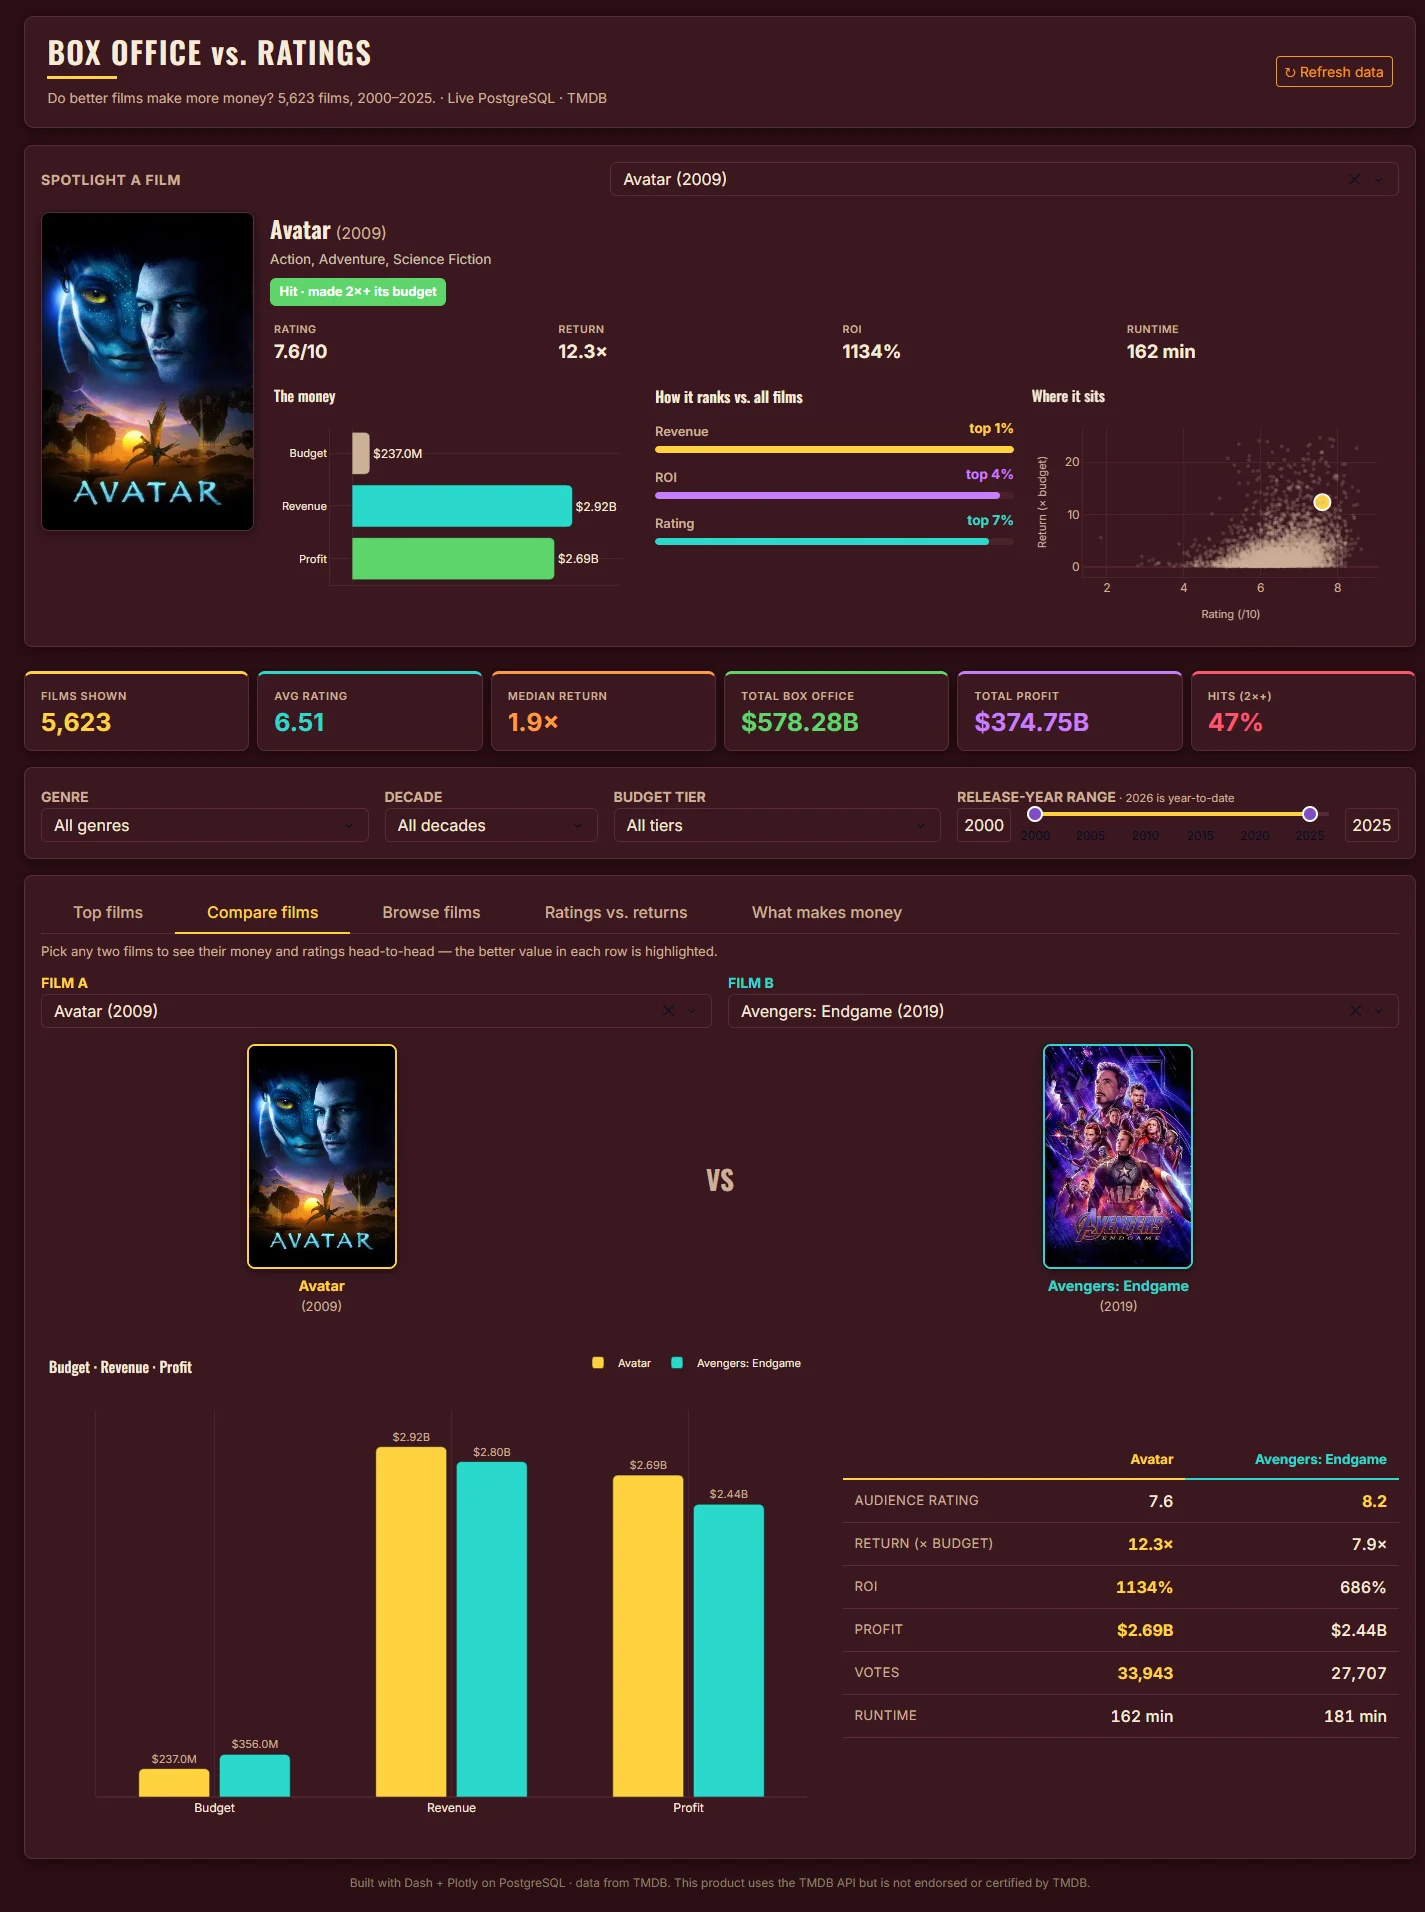 BOX OFFICE vs. RATINGS
Do better films make more money? 5,623 films, 2000–2025. · Live PostgreSQL · TMDB
↻ Refresh data
SPOTLIGHT A FILM
Avatar (2009)
AVATAR
Avatar (2009)
Action, Adventure, Science Fiction
Hit · made 2×+ its budget
RATING RETURN ROI RUNTIME
7.6/10 12.3× 1134% 162 min
The money
Budget $237.0M
Revenue $2.92B
Profit $2.69B
How it ranks vs. all films
Revenue top 1%
ROI top 4%
Rating top 7%
Where it sits
Return (× budget)
20
10
0
2 4 6 8
Rating (/10)
FILMS SHOWN
5,623
AVG RATING
6.51
MEDIAN RETURN
1.9×
TOTAL BOX OFFICE
$578.28B
TOTAL PROFIT
$374.75B
HITS (2×+)
47%
GENRE
All genres
DECADE
All decades
BUDGET TIER
All tiers
RELEASE-YEAR RANGE · 2026 is year-to-date
2000
2000 2005 2010 2015 2020 2025
2025
Top films Compare films Browse films Ratings vs. returns What makes money
Pick any two films to see their money and ratings head-to-head — the better value in each row is highlighted.
FILM A
Avatar (2009)
FILM B
Avengers: Endgame (2019)
AVATAR
Avatar
(2009)
VS
AVENGERS
ENDGAME
Avengers: Endgame
(2019)
Budget · Revenue · Profit
Avatar Avengers: Endgame
$237.0M $356.0M
$2.92B $2.80B
$2.69B $2.44B
Budget Revenue Profit
Avatar Avengers: Endgame
AUDIENCE RATING 7.6 8.2
RETURN (× BUDGET) 12.3× 7.9×
ROI 1134% 686%
PROFIT $2.69B $2.44B
VOTES 33,943 27,707
RUNTIME 162 min 181 min
Built with Dash + Plotly on PostgreSQL · data from TMDB. This product uses the TMDB API but is not endorsed or certified by TMDB.